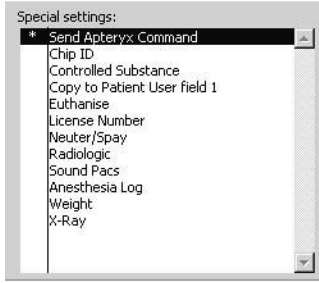 Special settings:
* Send Apteryx Command
Chip ID
Controlled Substance
Copy to Patient User field 1
Euthanise
License Number
Neuter/Spay
Radiologic
Sound Pacs
Anesthesia Log
Weight
X-Ray